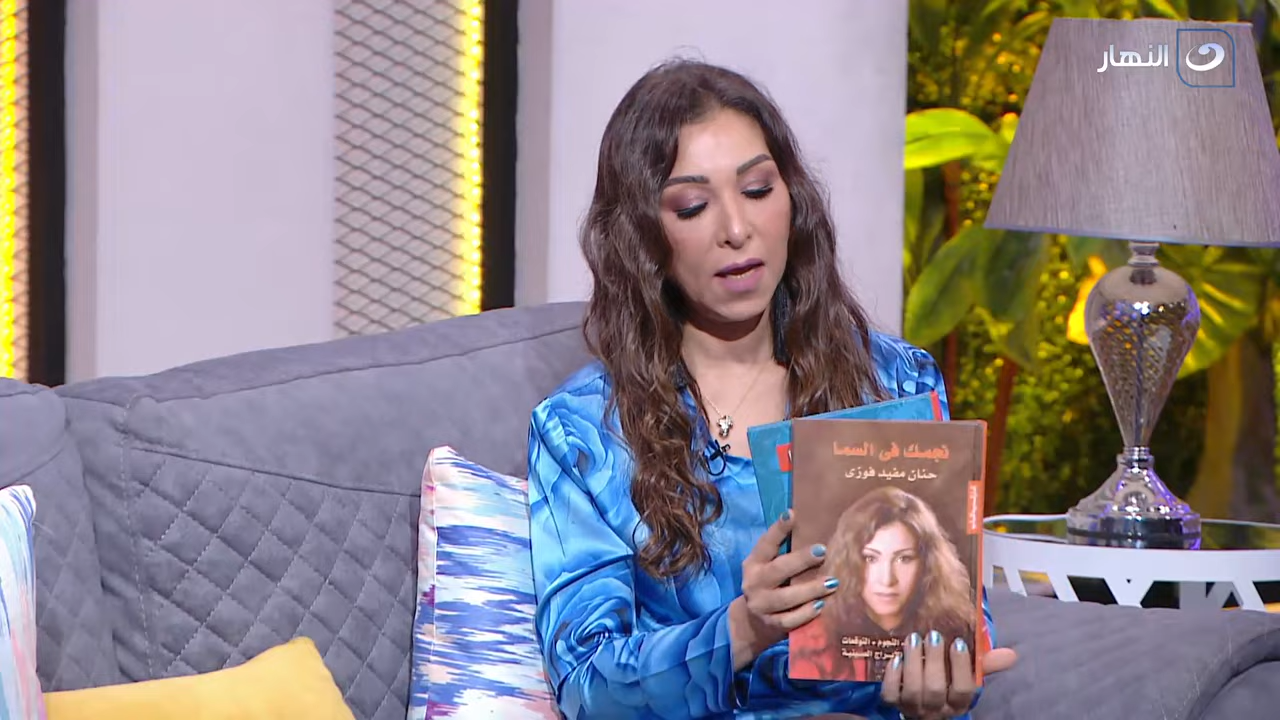 النهار
نجمك فى السما
حنان مفيد فوزى
النجوم - التوقعات
الأبراج الصينية